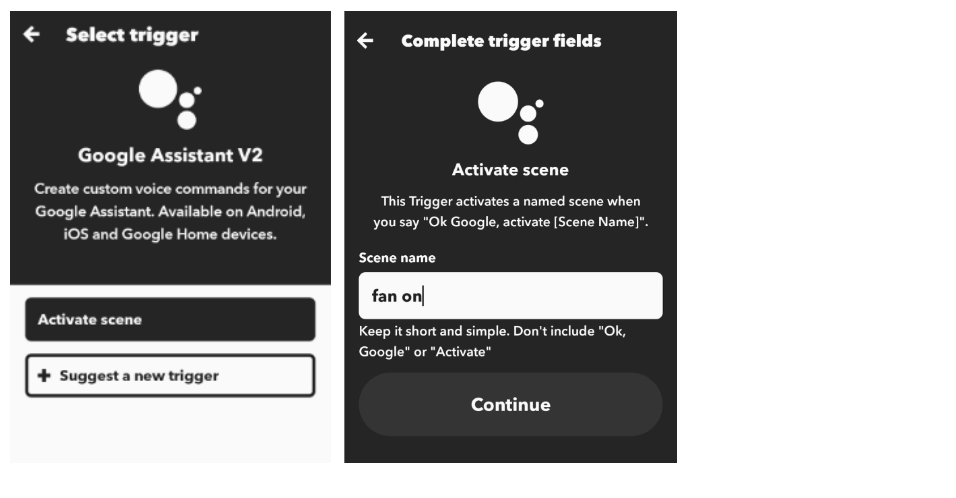 Select trigger
Google Assistant V2
Create custom voice commands for your
Google Assistant. Available on Android,
iOS and Google Home devices.
Activate scene
+ Suggest a new trigger
Complete trigger fields
Activate scene
This Trigger activates a named scene when
you say "Ok Google, activate [Scene Name]".
Scene name
fan on
Keep it short and simple. Don't include "Ok,
Google" or "Activate"
Continue